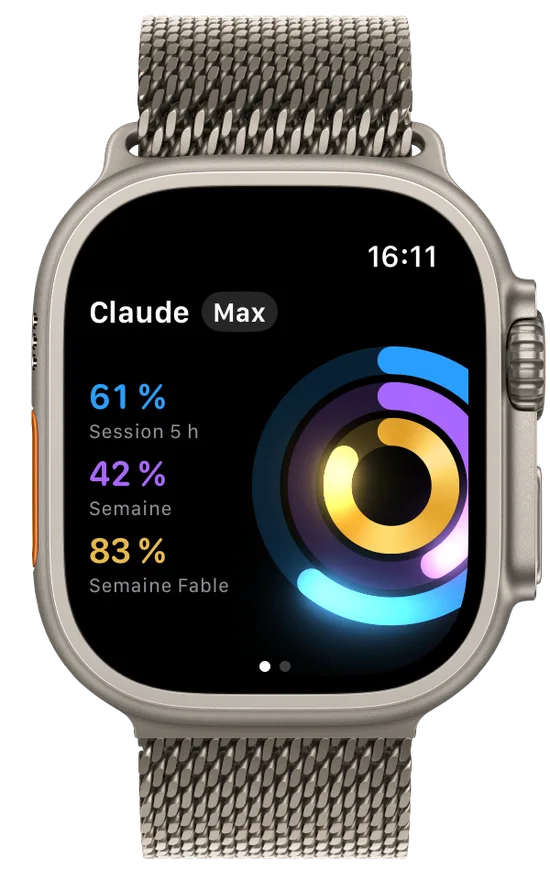 16:11
Claude Max
61 %
Session 5 h
42 %
Semaine
83 %
Semaine Fable